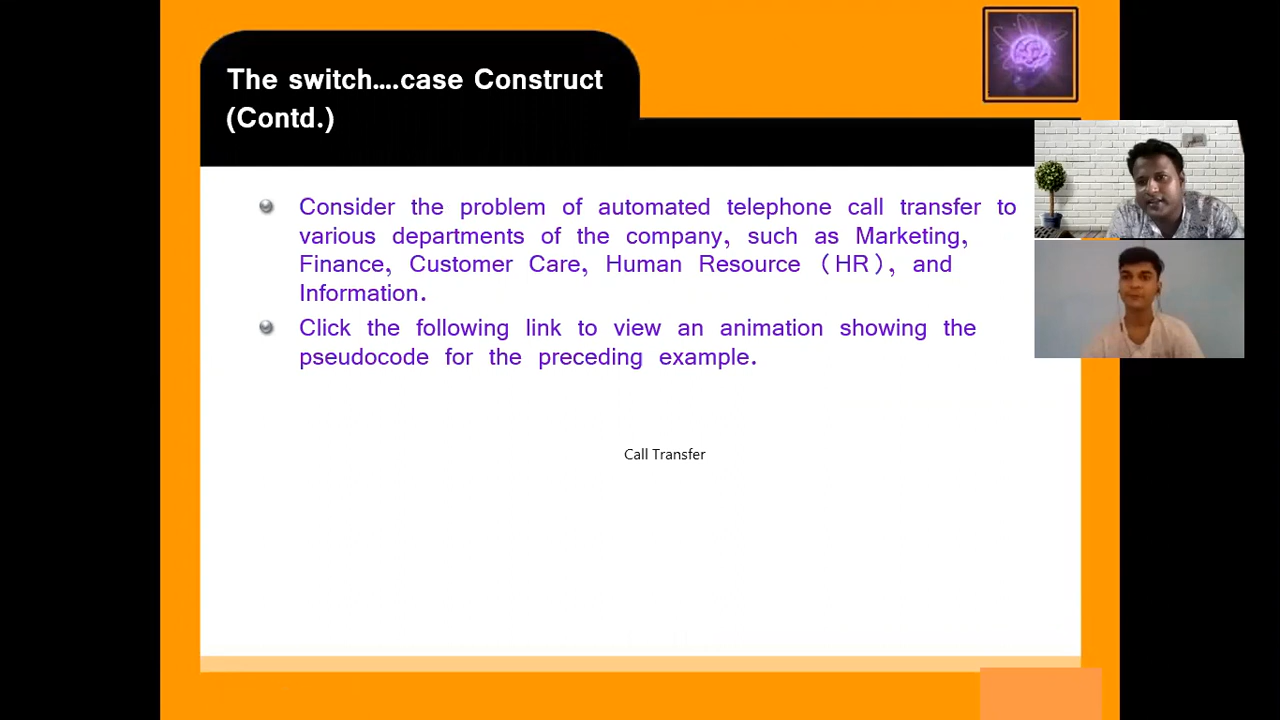 The switch....case Construct
(Contd.)
Consider the problem of automated telephone call transfer to
various departments of the company, such as Marketing,
Finance, Customer Care, Human Resource (HR), and
Information.
Click the following link to view an animation showing the
pseudocode for the preceding example.
Call Transfer